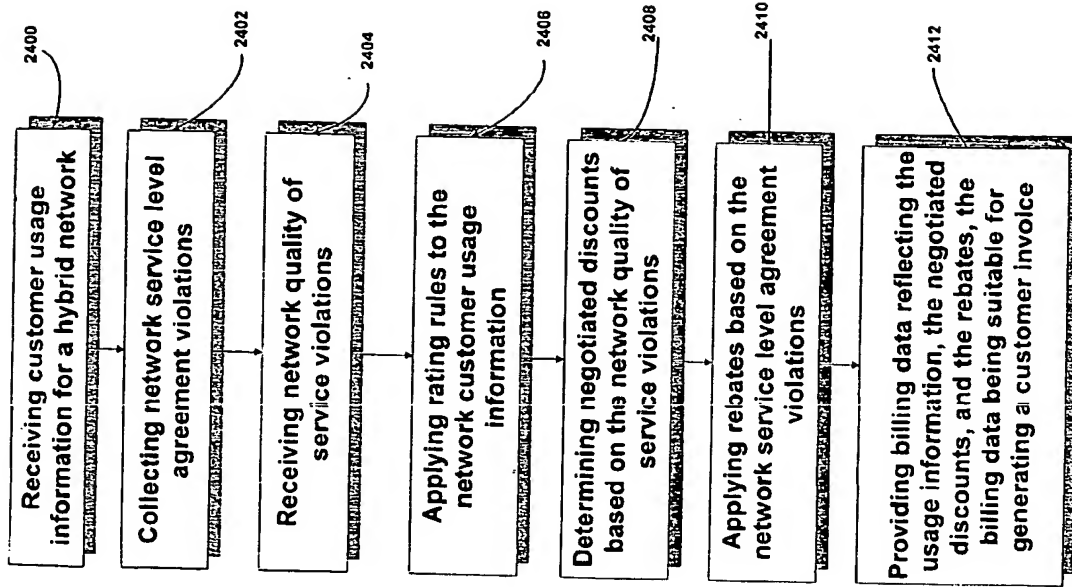 Receiving customer usage
information for a hybrid network
2400
Collecting network service level
agreement violations
2402
Receiving network quality of
service violations
2404
Applying rating rules to the
network customer usage
information
2406
Determining negotiated discounts
based on the network quality of
service violations
2408
Applying rebates based on the
network service level agreement
violations
2410
Providing billing data reflecting the
usage information, the negotiated
discounts, and the rebates, the
billing data being suitable for
generating a customer invoice
2412